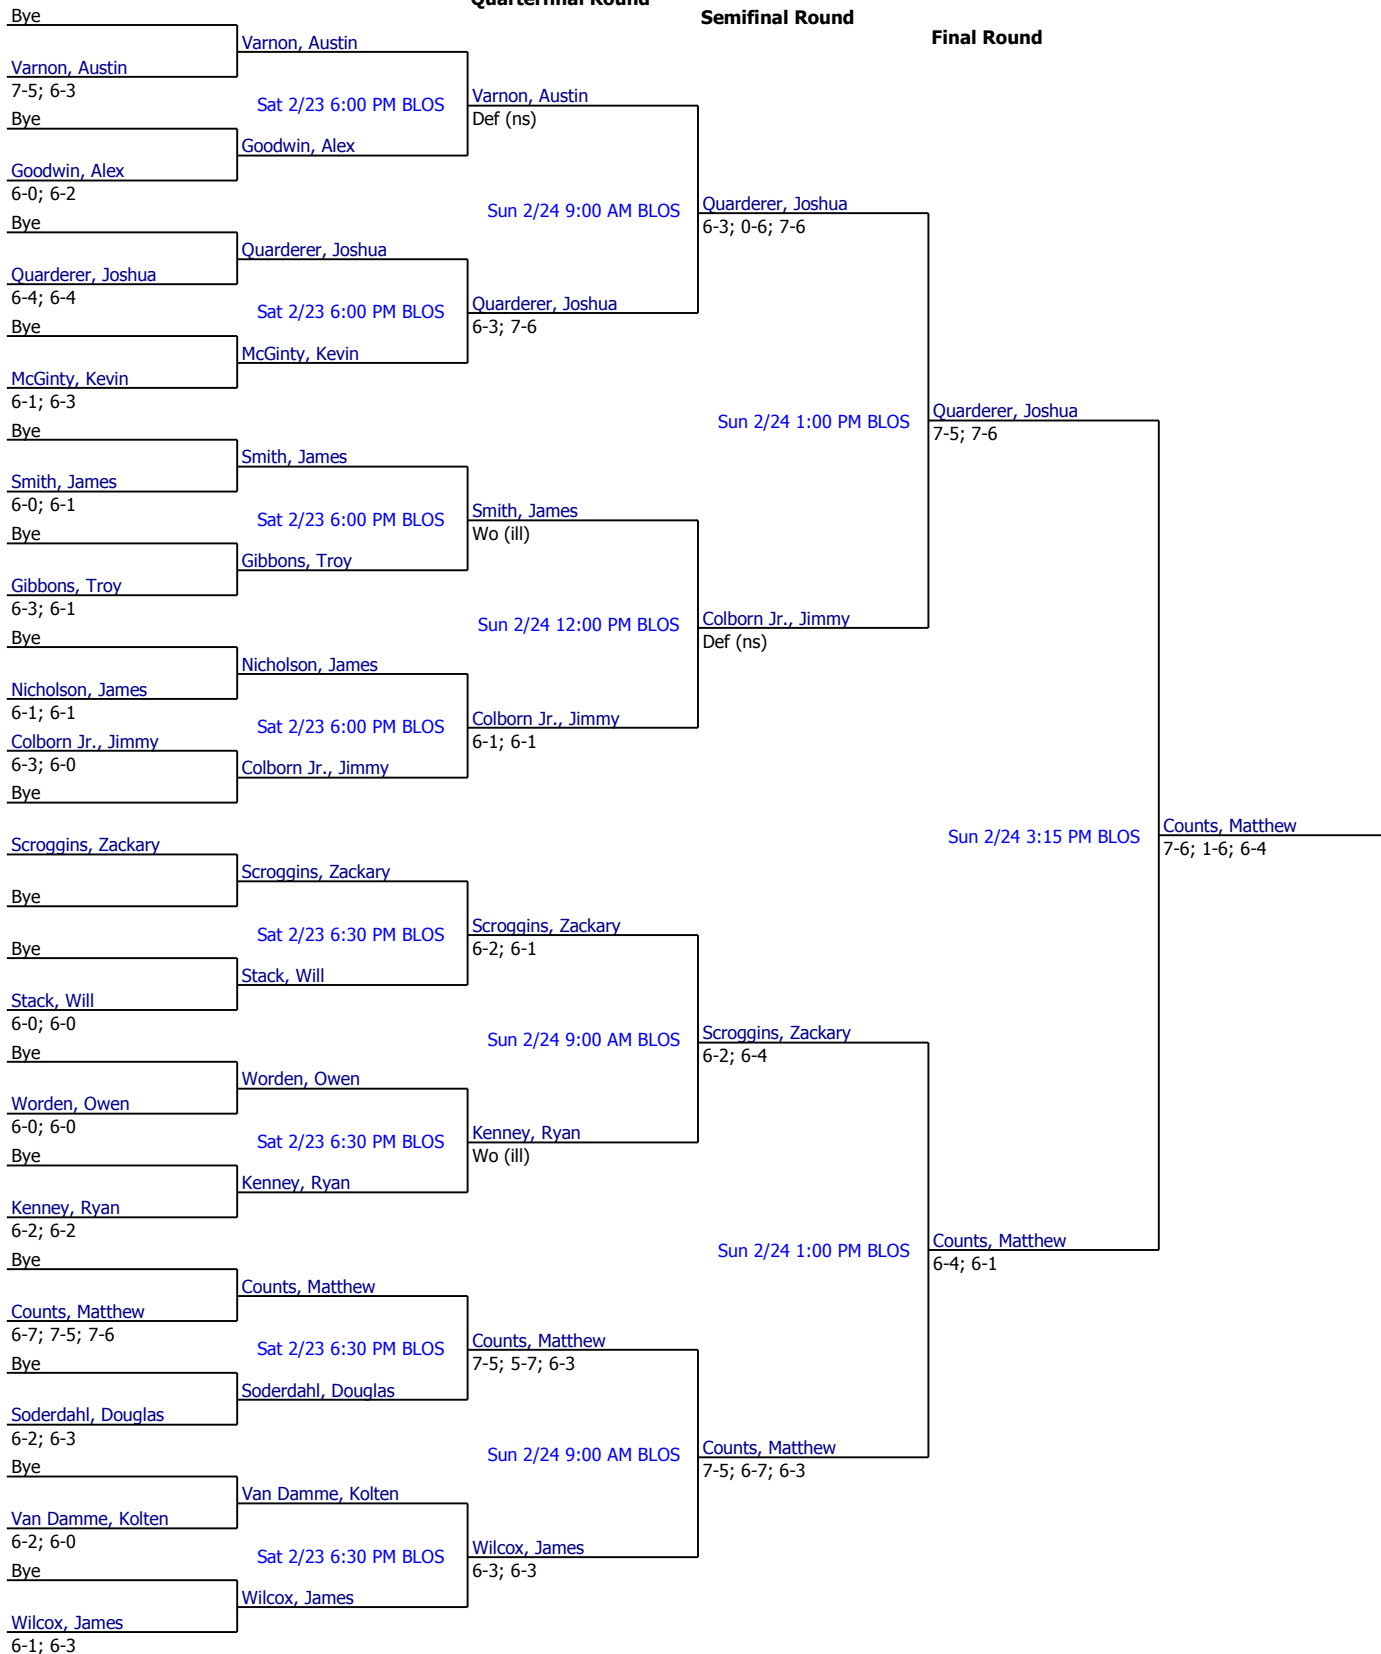 Quarterfinal Round
Semifinal Round
Final Round
Bye
Varnon, Austin
7-5; 6-3
Bye
Goodwin, Alex
6-0; 6-2
Bye
Quarderer, Joshua
6-4; 6-4
Bye
McGinty, Kevin
6-1; 6-3
Bye
Smith, James
6-0; 6-1
Bye
Gibbons, Troy
6-3; 6-1
Bye
Nicholson, James
6-1; 6-1
Colborn Jr., Jimmy
6-3; 6-0
Bye
Scroggins, Zackary
Bye
Bye
Stack, Will
6-0; 6-0
Bye
Worden, Owen
6-0; 6-0
Bye
Kenney, Ryan
6-2; 6-2
Bye
Counts, Matthew
6-7; 7-5; 7-6
Bye
Soderdahl, Douglas
6-2; 6-3
Bye
Van Damme, Kolten
6-2; 6-0
Bye
Wilcox, James
6-1; 6-3
Varnon, Austin
Sat 2/23 6:00 PM BLOS
Goodwin, Alex
Quarderer, Joshua
Sat 2/23 6:00 PM BLOS
McGinty, Kevin
Smith, James
Sat 2/23 6:00 PM BLOS
Gibbons, Troy
Nicholson, James
Sat 2/23 6:00 PM BLOS
Colborn Jr., Jimmy
Scroggins, Zackary
Sat 2/23 6:30 PM BLOS
Stack, Will
Worden, Owen
Sat 2/23 6:30 PM BLOS
Kenney, Ryan
Counts, Matthew
Sat 2/23 6:30 PM BLOS
Soderdahl, Douglas
Van Damme, Kolten
Sat 2/23 6:30 PM BLOS
Wilcox, James
Varnon, Austin
Def (ns)
Sun 2/24 9:00 AM BLOS
Quarderer, Joshua
6-3; 7-6
Smith, James
Wo (ill)
Sun 2/24 12:00 PM BLOS
Colborn Jr., Jimmy
6-1; 6-1
Scroggins, Zackary
6-2; 6-1
Sun 2/24 9:00 AM BLOS
Kenney, Ryan
Wo (ill)
Counts, Matthew
7-5; 5-7; 6-3
Sun 2/24 9:00 AM BLOS
Wilcox, James
6-3; 6-3
Quarderer, Joshua
6-3; 0-6; 7-6
Sun 2/24 1:00 PM BLOS
Colborn Jr., Jimmy
Def (ns)
Scroggins, Zackary
6-2; 6-4
Sun 2/24 1:00 PM BLOS
Counts, Matthew
7-5; 6-7; 6-3
Quarderer, Joshua
7-5; 7-6
Sun 2/24 3:15 PM BLOS
Counts, Matthew
6-4; 6-1
Counts, Matthew
7-6; 1-6; 6-4